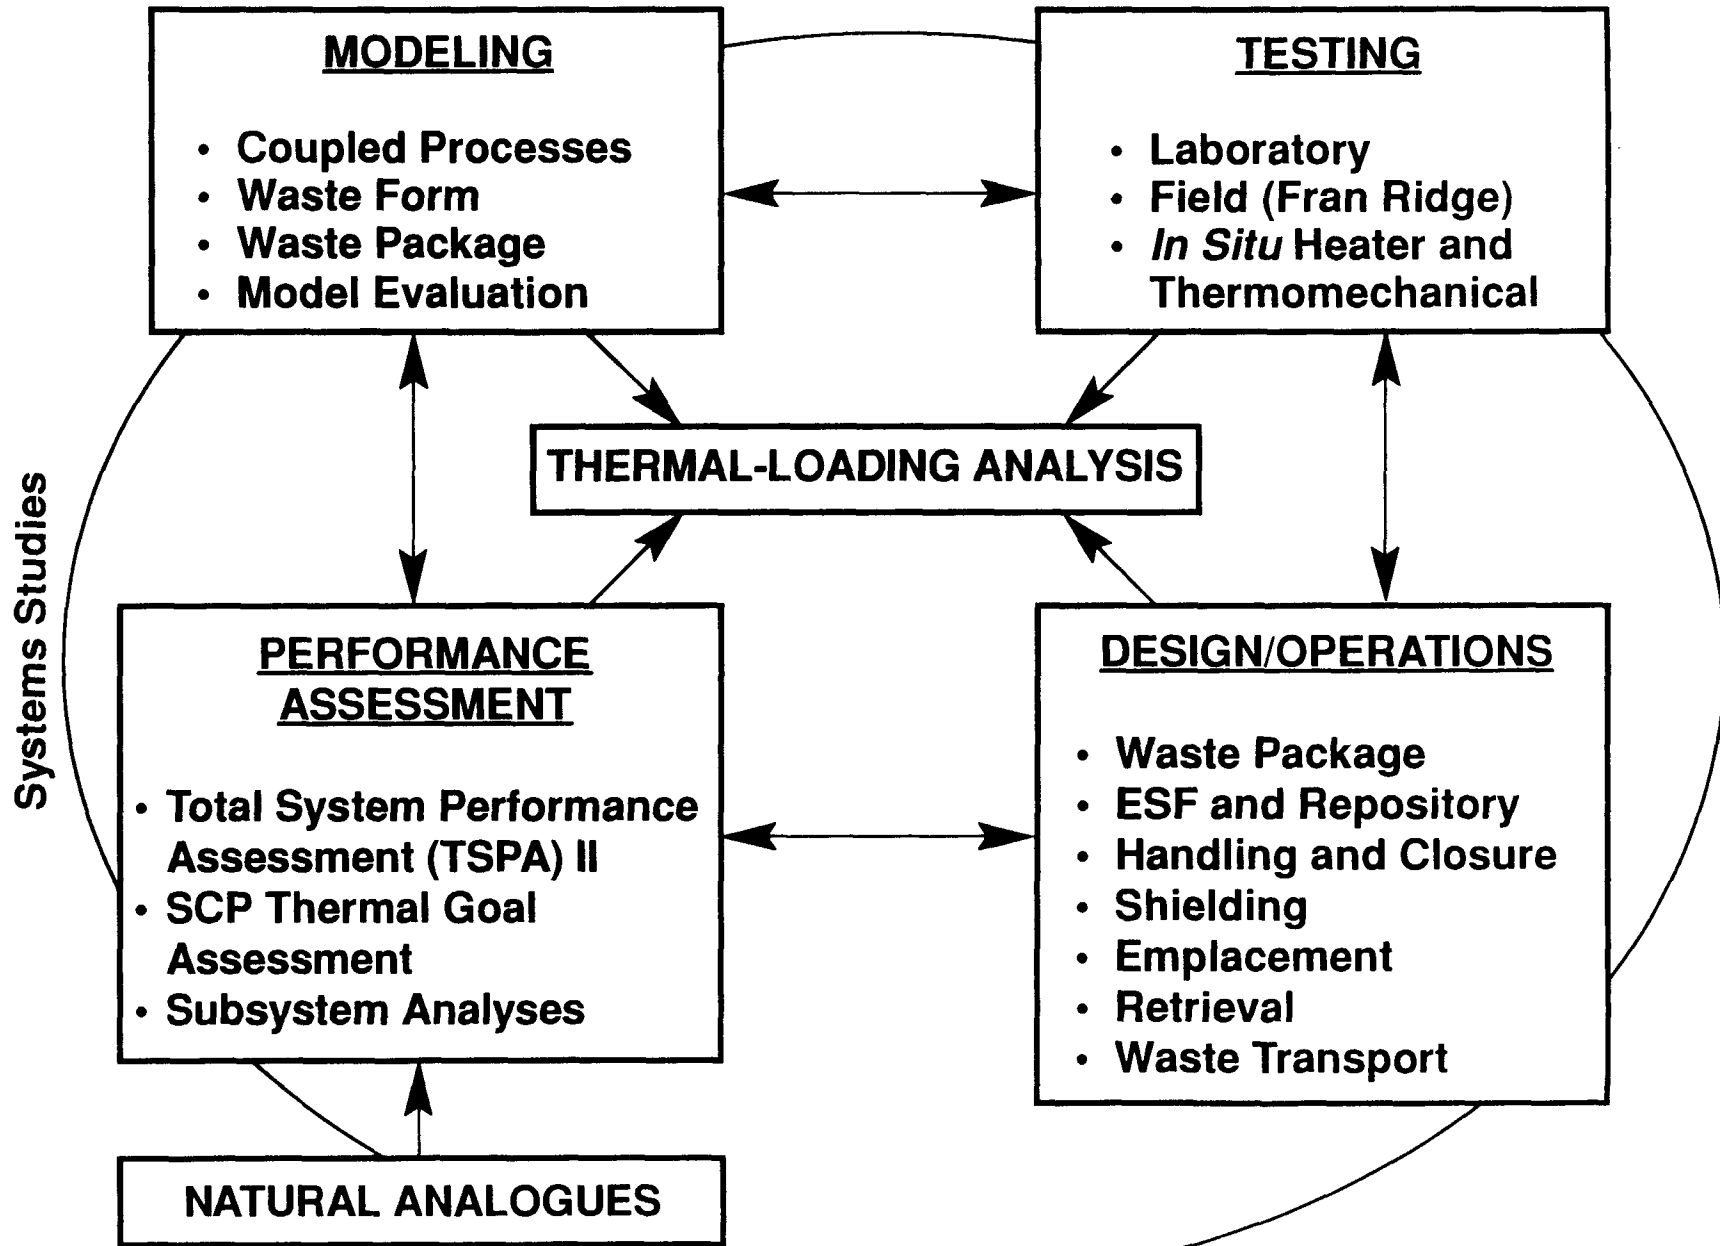 MODELING
• Coupled Processes
• Waste Form
• Waste Package
• Model Evaluation
TESTING
• Laboratory
• Field (Fran Ridge)
• In Situ Heater and
Thermomechanical
THERMAL-LOADING ANALYSIS
Systems Studies
PERFORMANCE
ASSESSMENT
• Total System Performance
Assessment (TSPA) II
• SCP Thermal Goal
Assessment
• Subsystem Analyses
DESIGN/OPERATIONS
• Waste Package
• ESF and Repository
• Handling and Closure
• Shielding
• Emplacement
• Retrieval
• Waste Transport
NATURAL ANALOGUES